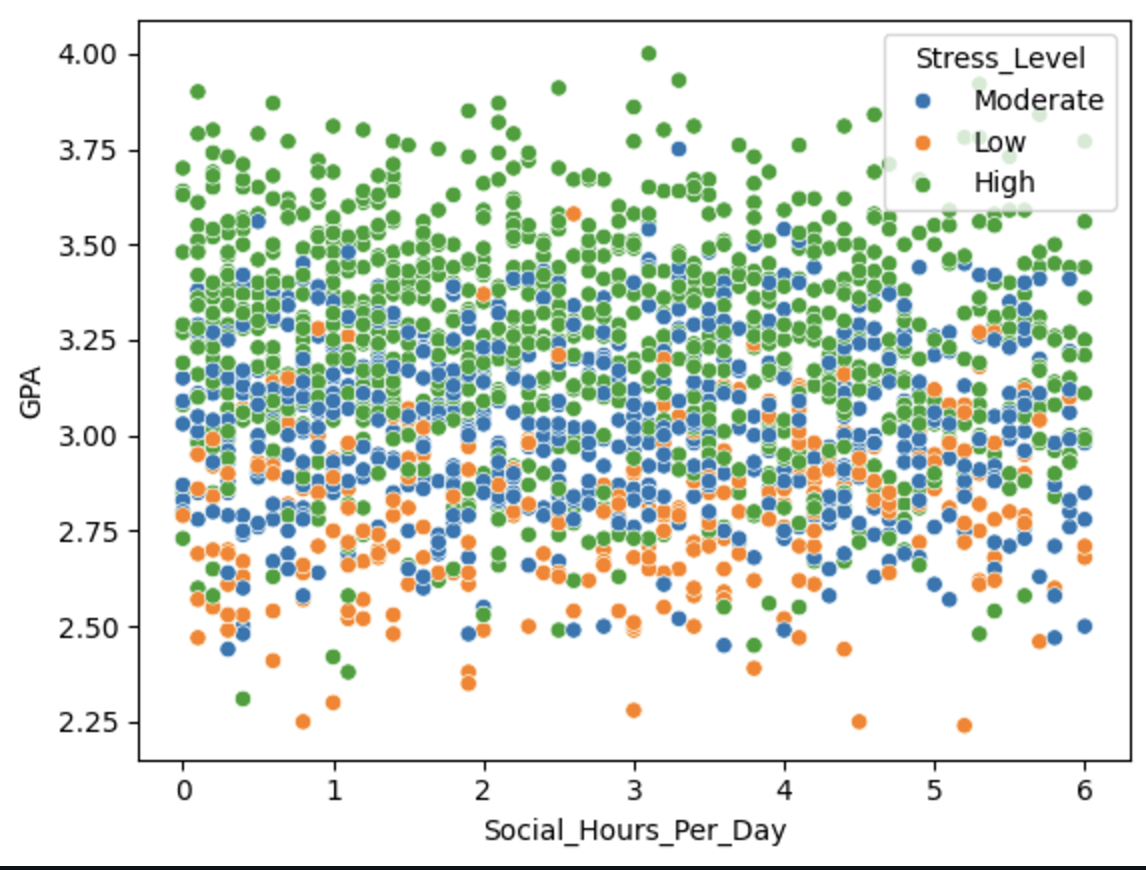 Stress_Level
Moderate
Low
High
4.00
3.75
3.50
3.25
3.00
2.75
2.50
2.25
GPA
0 1 2 3 4 5 6
Social_Hours_Per_Day